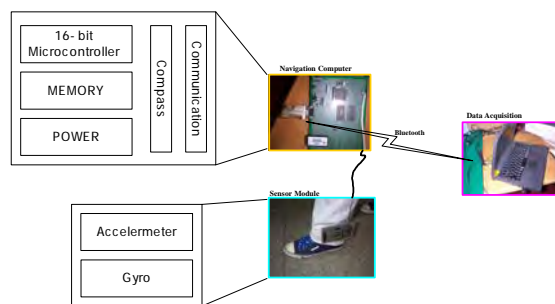 16- bit
Microcontroller
MEMORY
POWER
Compass
Communication
Navigation Computer
Bluetooth
Data Acquisition
Sensor Module
Accelermeter
Gyro